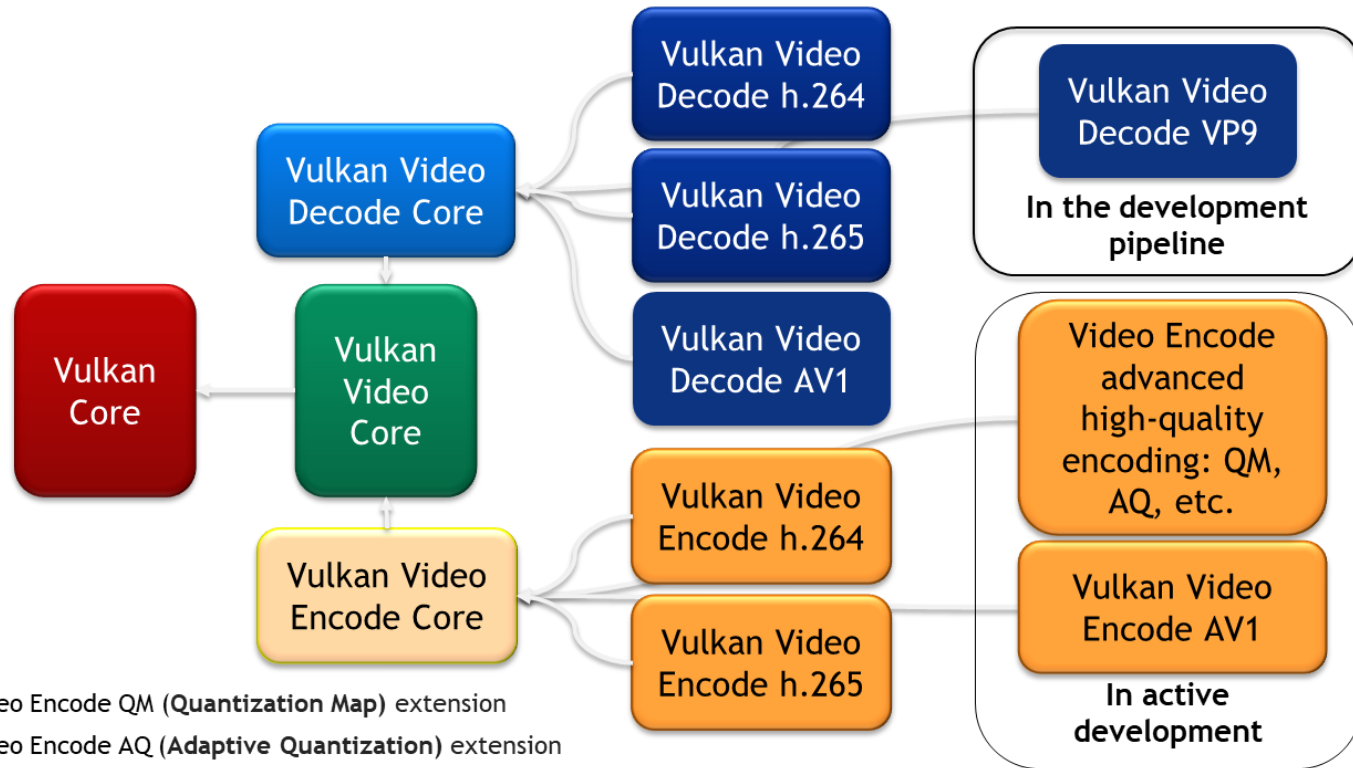 Vulkan Video
Decode h.264
Vulkan Video
Decode VP9
Vulkan Video
Decode Core
Vulkan Video
Decode h.265
In the development
pipeline
Vulkan
Core
Vulkan
Video
Core
Vulkan Video
Decode AV1
Video Encode
advanced
high-quality
encoding: QM,
AQ, etc.
Vulkan Video
Encode h.264
Vulkan Video
Encode Core
Vulkan Video
Encode AV1
Vulkan Video
Encode h.265
In active
development
eo Encode QM (Quantization Map) extension
eo Encode AQ (Adaptive Quantization) extension